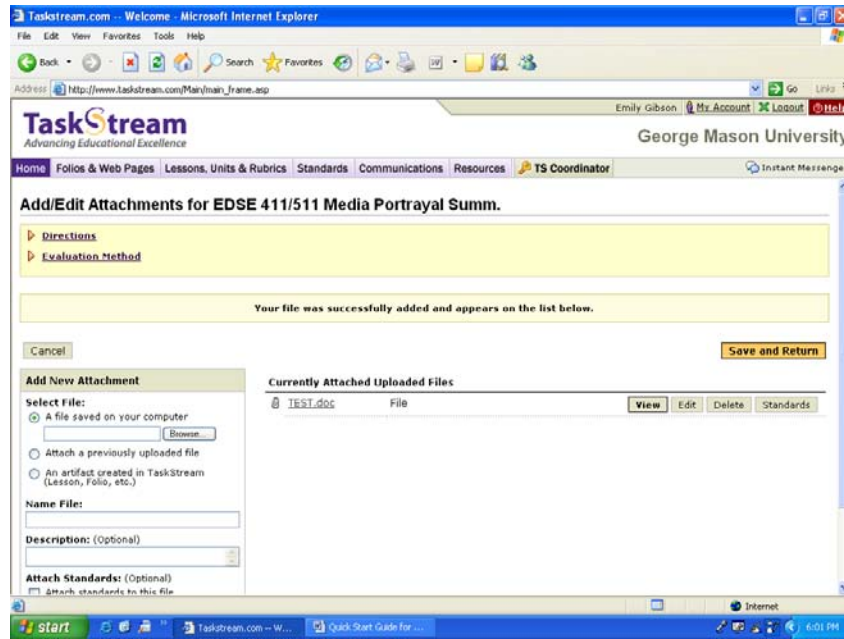 Taskstream.com -- Welcome - Microsoft Internet Explorer
File Edit View Favorites Tools Help
Back Search Favorites
Address http://www.taskstream.com/Main/main_frame.asp Go Links
Emily Gibson My Account Logout Help
TaskStream
Advancing Educational Excellence
George Mason University
Home Folios & Web Pages Lessons, Units & Rubrics Standards Communications Resources TS Coordinator Instant Messenge
Add/Edit Attachments for EDSE 411/511 Media Portrayal Summ.
Directions
Evaluation Method
Your file was successfully added and appears on the list below.
Cancel Save and Return
Add New Attachment
Currently Attached Uploaded Files
Select File:
TEST.doc File View Edit Delete Standards
A file saved on your computer
Browse...
Attach a previously uploaded file
An artifact created in TaskStream
(Lesson, Folio, etc.)
Name File:
Description: (Optional)
Attach Standards: (Optional)
Attach standards to this file
Internet
start Taskstream.com -- W... Quick Start Guide for ... 6:01 PM